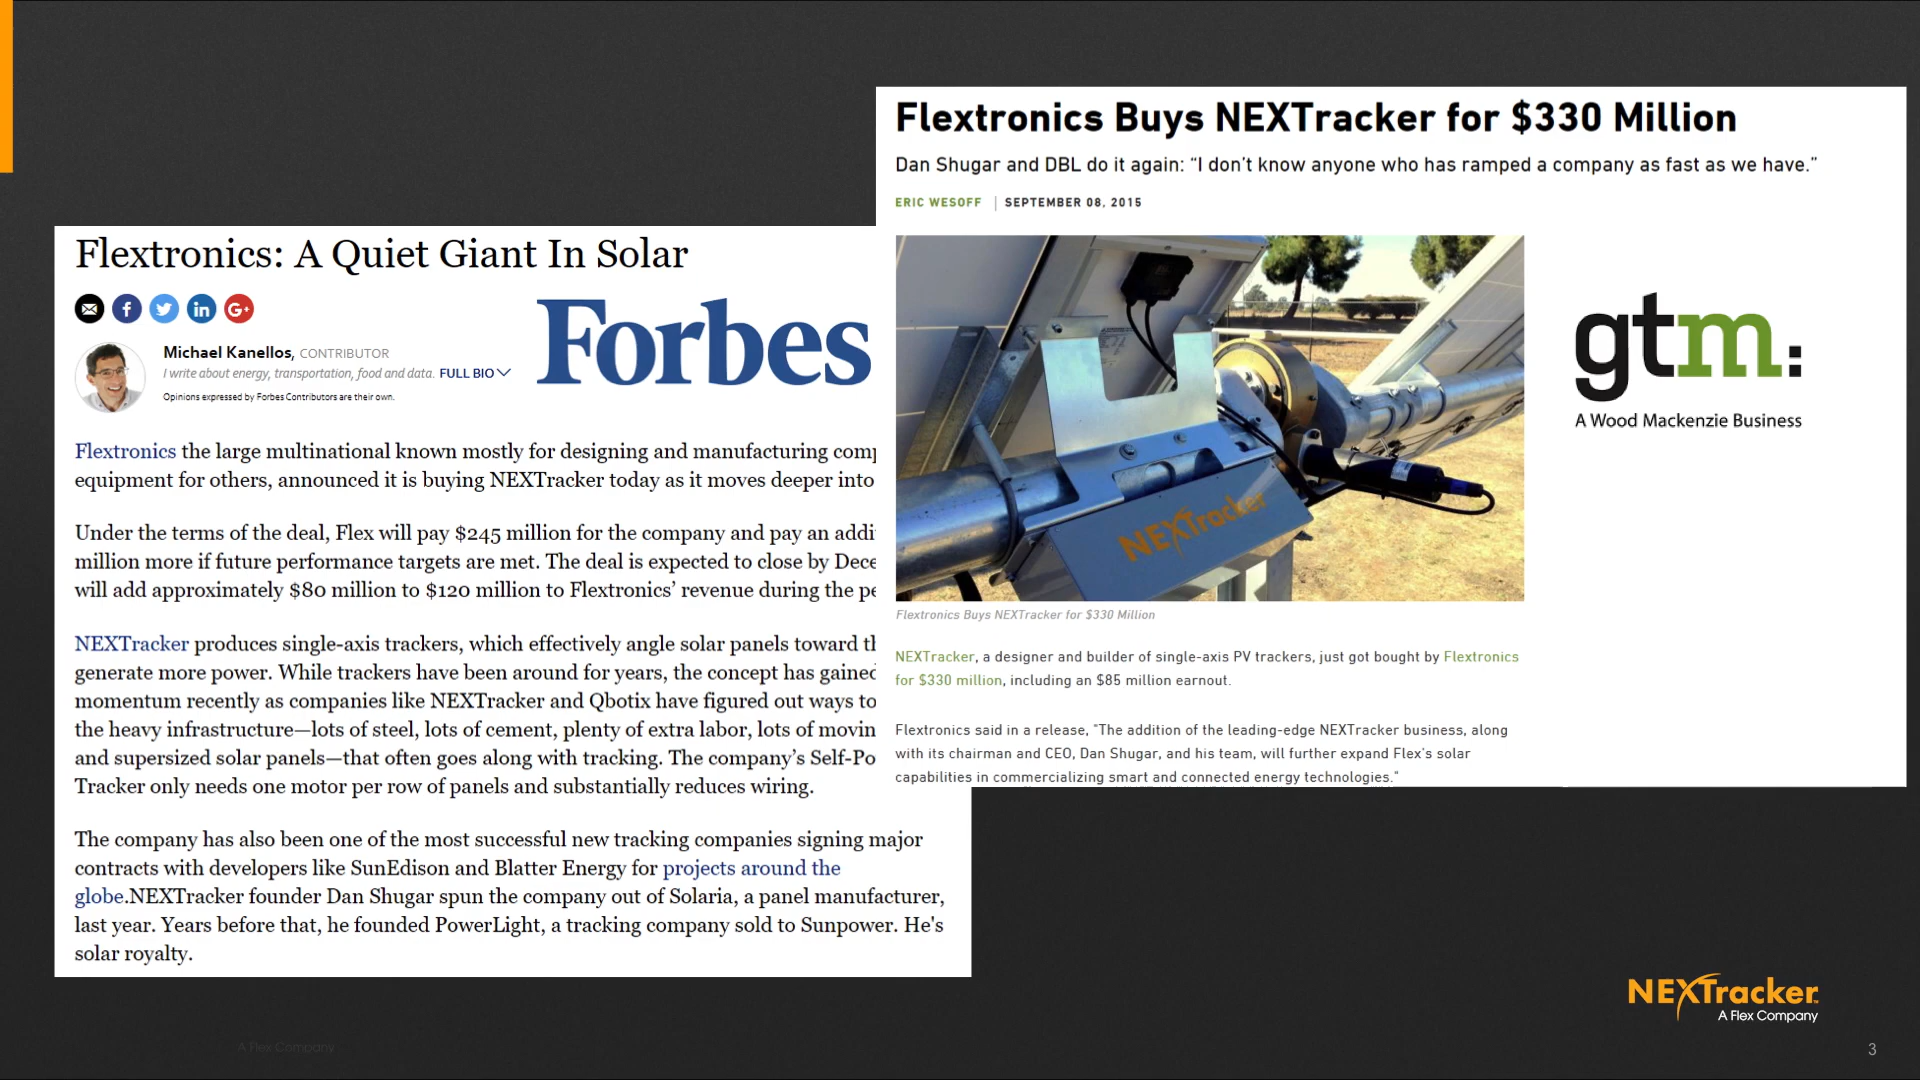 Flextronics Buys NEXTracker for $330 Million
Dan Shugar and DBL do it again: “I don’t know anyone who has ramped a company as fast as we have.”
ERIC WESOFF | SEPTEMBER 08, 2015
NEXTracker
gtm:
A Wood Mackenzie Business
Flextronics Buys NEXTracker for $330 Million
NEXTracker, a designer and builder of single-axis PV trackers, just got bought by Flextronics
for $330 million, including an $85 million earnout.
Flextronics said in a release, "The addition of the leading-edge NEXTracker business, along
with its chairman and CEO, Dan Shugar, and his team, will further expand Flex's solar
capabilities in commercializing smart and connected energy technologies."
Flextronics: A Quiet Giant In Solar
f
in
G+
Forbes
Michael Kanellos, CONTRIBUTOR
I write about energy, transportation, food and data. FULL BIO
Opinions expressed by Forbes Contributors are their own.
Flextronics the large multinational known mostly for designing and manufacturing comp
equipment for others, announced it is buying NEXTracker today as it moves deeper into
Under the terms of the deal, Flex will pay $245 million for the company and pay an addi
million more if future performance targets are met. The deal is expected to close by Dece
will add approximately $80 million to $120 million to Flextronics’ revenue during the pe
NEXTracker produces single-axis trackers, which effectively angle solar panels toward th
generate more power. While trackers have been around for years, the concept has gained
momentum recently as companies like NEXTracker and Qbotix have figured out ways to
the heavy infrastructure—lots of steel, lots of cement, plenty of extra labor, lots of movin
and supersized solar panels—that often goes along with tracking. The company’s Self-Po
Tracker only needs one motor per row of panels and substantially reduces wiring.
The company has also been one of the most successful new tracking companies signing major
contracts with developers like SunEdison and Blatter Energy for projects around the
globe.NEXTracker founder Dan Shugar spun the company out of Solaria, a panel manufacturer,
last year. Years before that, he founded PowerLight, a tracking company sold to Sunpower. He's
solar royalty.
NEXTracker
A Flex Company
A Flex Company
3